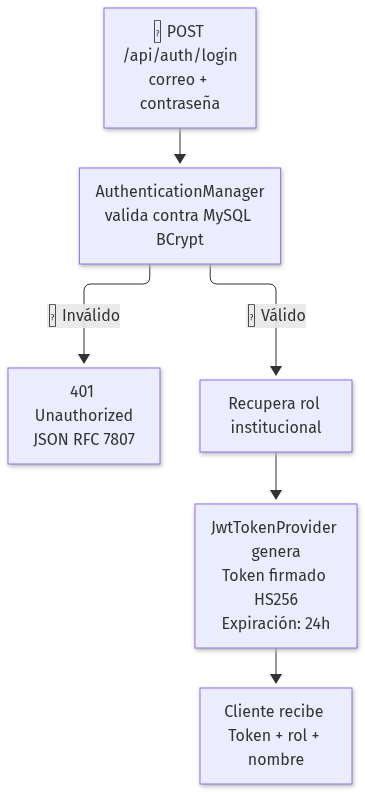 POST
/api/auth/login
correo +
contraseña
AuthenticationManager
valida contra MySQL
BCrypt
Inválido
Válido
401
Unauthorized
JSON RFC 7807
Recupera rol
institucional
JwtTokenProvider
genera
Token firmado
HS256
Expiración: 24h
Cliente recibe
Token + rol +
nombre